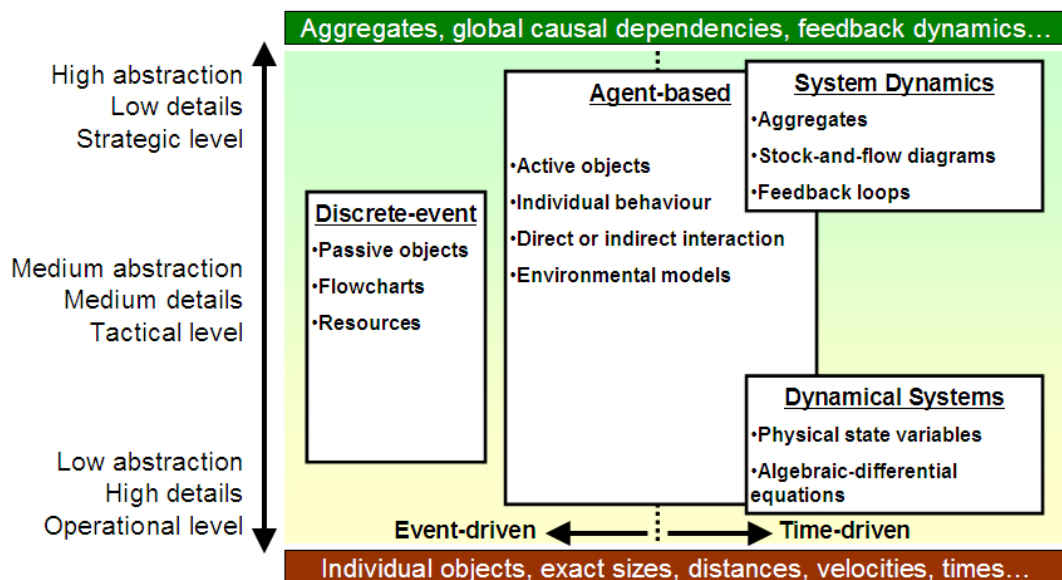 Aggregates, global causal dependencies, feedback dynamics…
High abstraction
Low details
Strategic level
Medium abstraction
Medium details
Tactical level
Low abstraction
High details
Operational level
Discrete-event
•Passive objects
•Flowcharts
•Resources
Agent-based
•Active objects
•Individual behaviour
•Direct or indirect interaction
•Environmental models
System Dynamics
•Aggregates
•Stock-and-flow diagrams
•Feedback loops
Dynamical Systems
•Physical state variables
•Algebraic-differential
equations
Event-driven
Time-driven
Individual objects, exact sizes, distances, velocities, times…